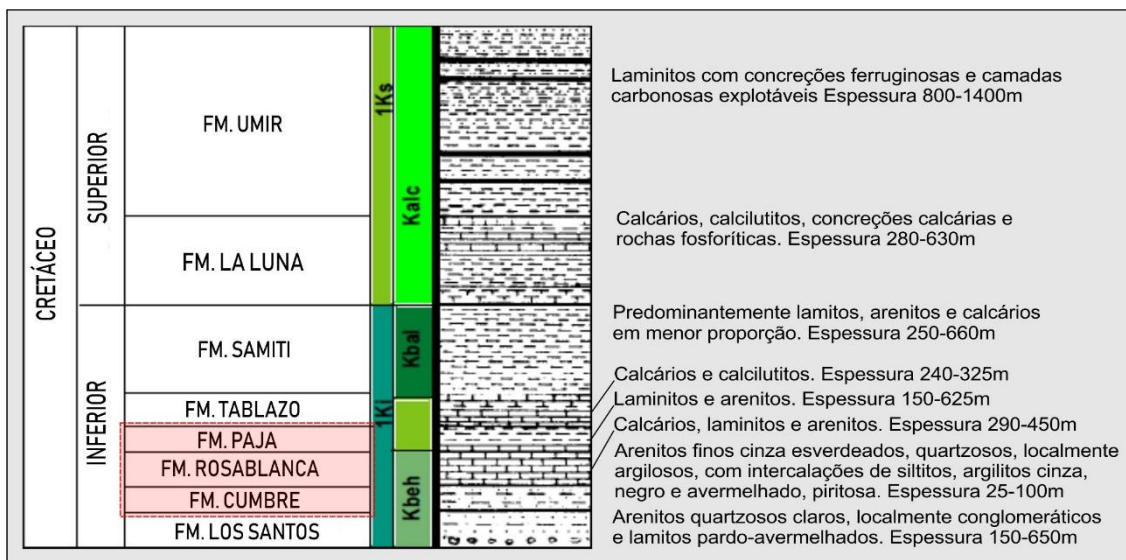 CRETÁCEO
SUPERIOR
INFERIOR
FM. UMIR
FM. LA LUNA
FM. SAMITI
FM. TABLAZO
FM. PAJA
FM. ROSABLANCA
FM. CUMBRE
FM. LOS SANTOS
1Ks
1Ki
Kalc
Kbal
Kbeh
Laminitos com concreções ferruginosas e camadas
carbonosas explotáveis Espessura 800-1400m
Calcários, calcilutitos, concreções calcárias e
rochas fosforíticas. Espessura 280-630m
Predominantemente lamitos, arenitos e calcários
em menor proporção. Espessura 250-660m
Calcários e calcilutitos. Espessura 240-325m
Laminitos e arenitos. Espessura 150-625m
Calcários, laminitos e arenitos. Espessura 290-450m
Arenitos finos cinza esverdeados, quartzosos, localmente
argilosos, com intercalações de siltitos, argilitos cinza,
negro e avermelhado, piritosa. Espessura 25-100m
Arenitos quartzosos claros, localmente conglomeráticos
e lamitos pardo-avermelhados. Espessura 150-650m